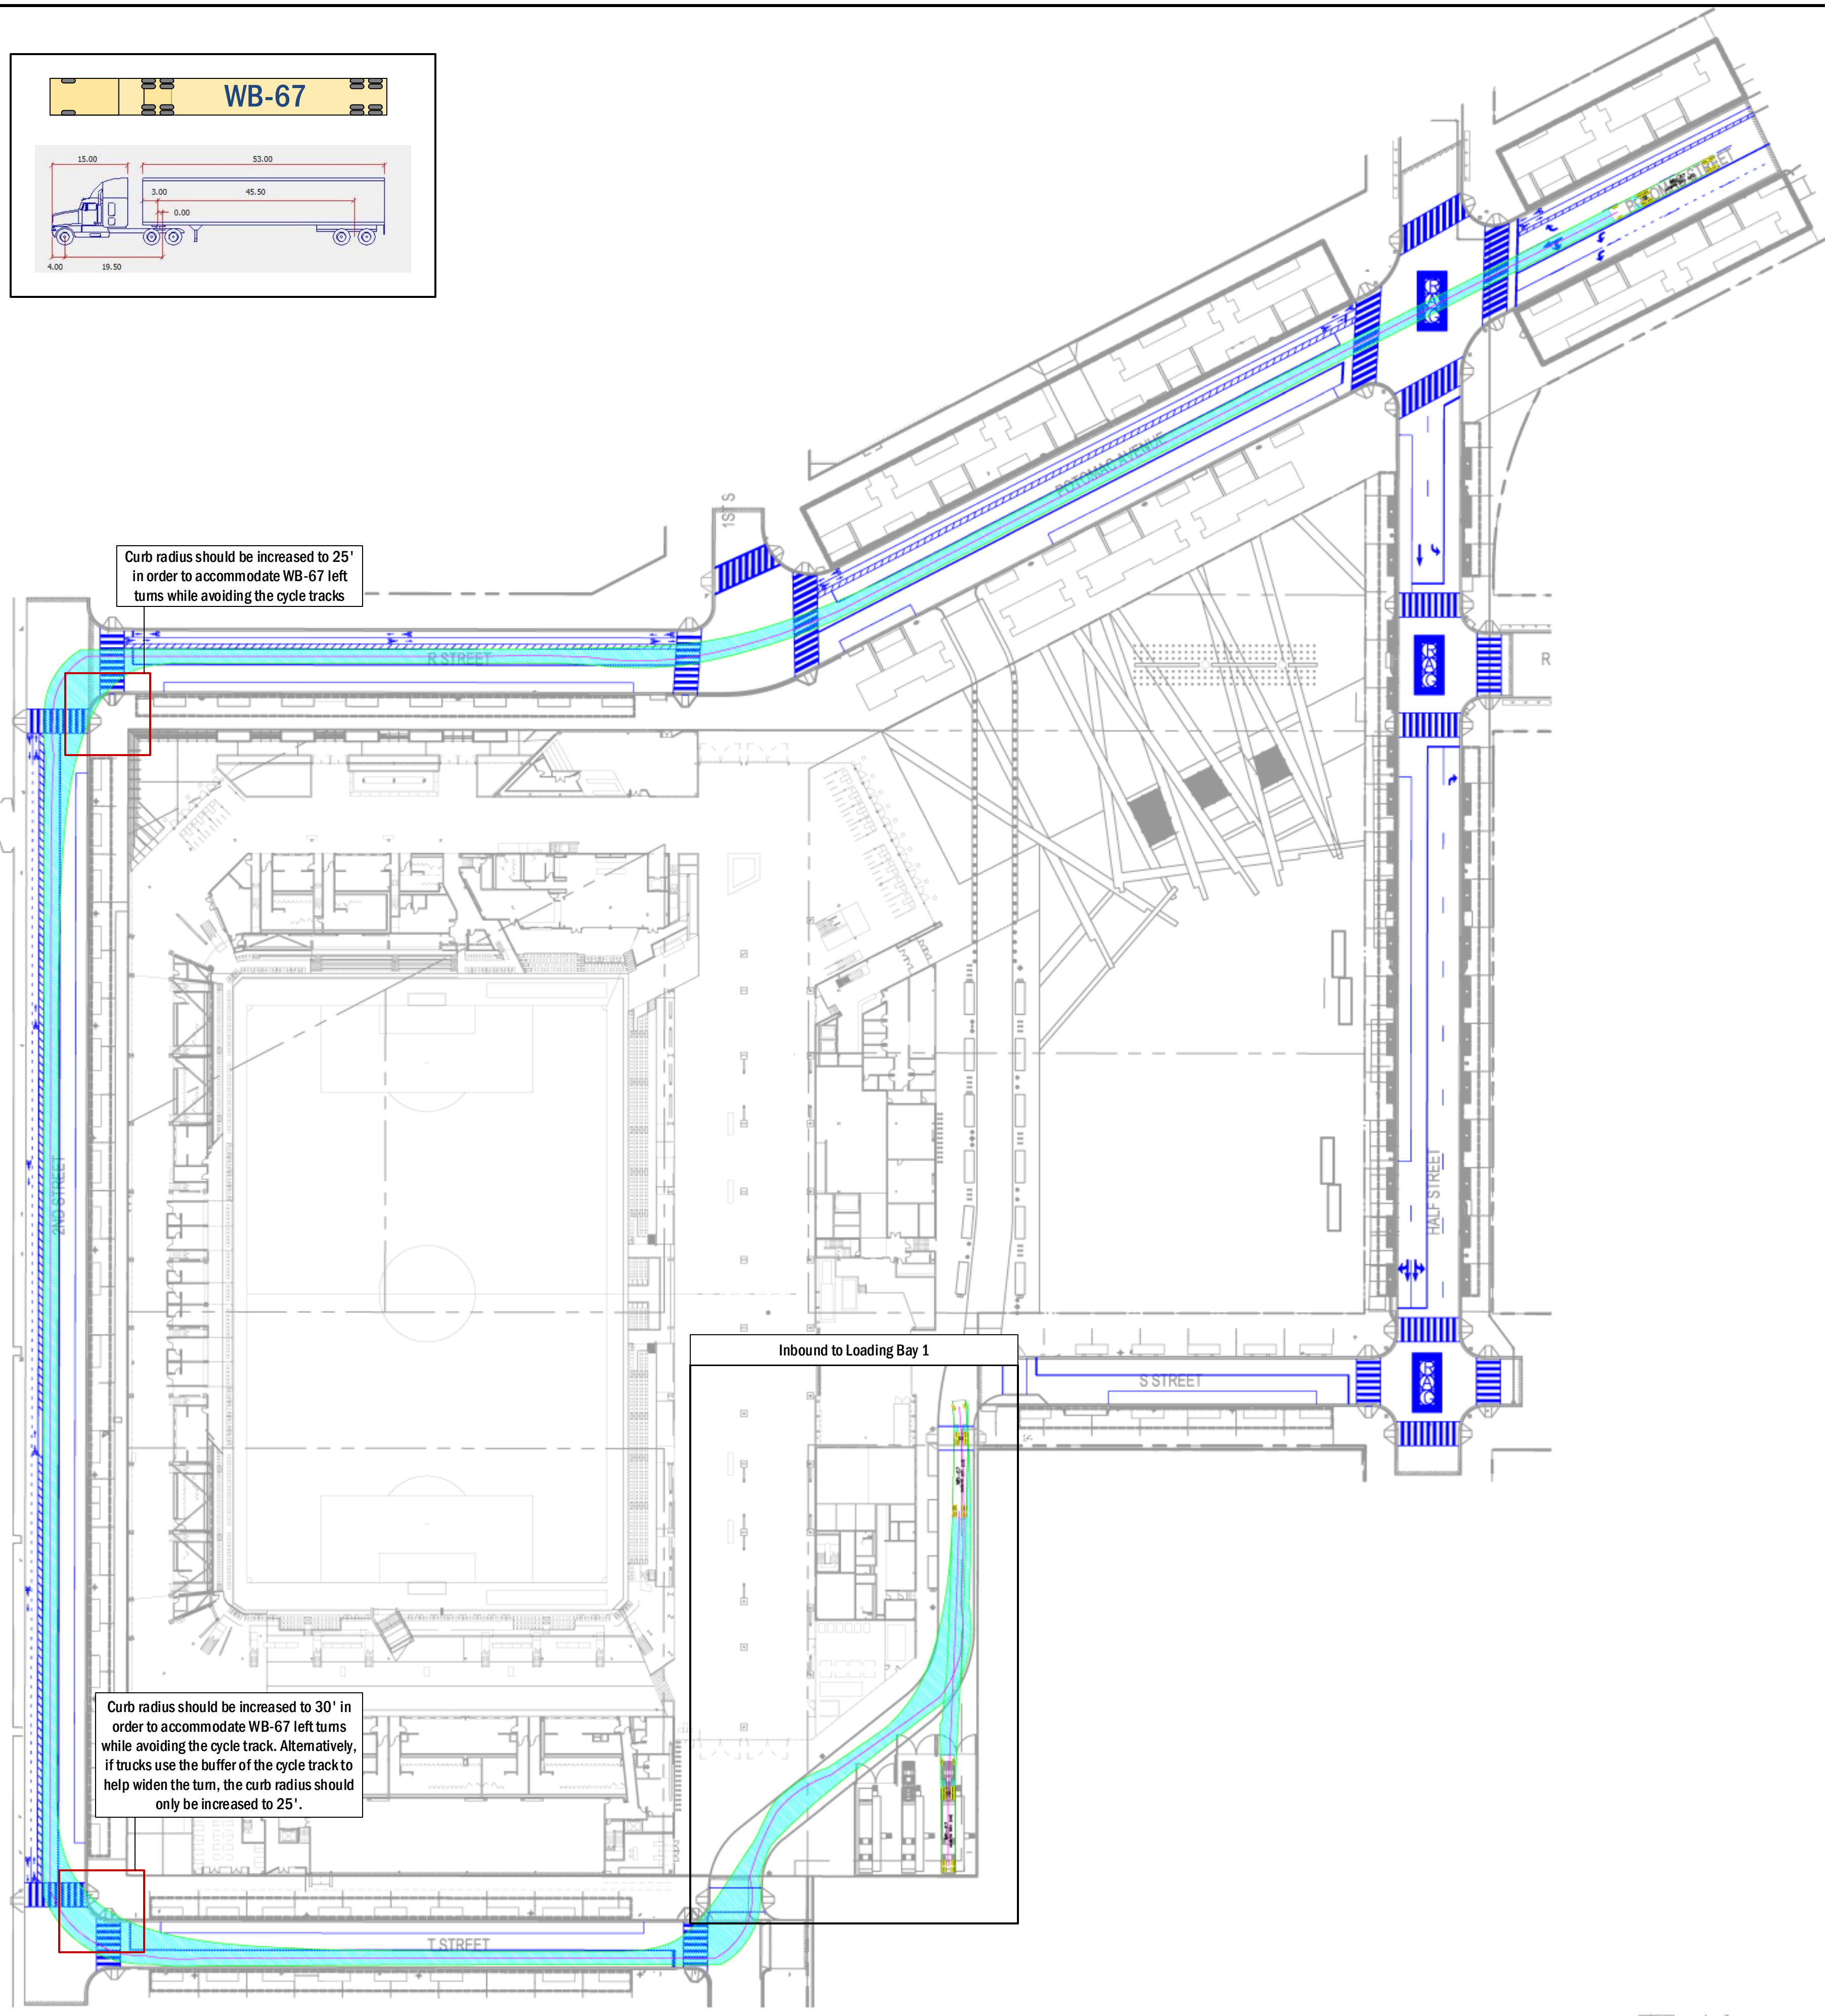 WB-67
15.00
53.00
3.00
45.50
0.00
4.00
19.50
POTOMAC AVENUE
1ST S
Curb radius should be increased to 25'
in order to accommodate WB-67 left
turns while avoiding the cycle tracks
R STREET
R
2ND STREET
HALF STREET
Inbound to Loading Bay 1
S STREET
Curb radius should be increased to 30' in
order to accommodate WB-67 left turns
while avoiding the cycle track. Alternatively,
if trucks use the buffer of the cycle track to
help widen the turn, the curb radius should
only be increased to 25'.
T STREET